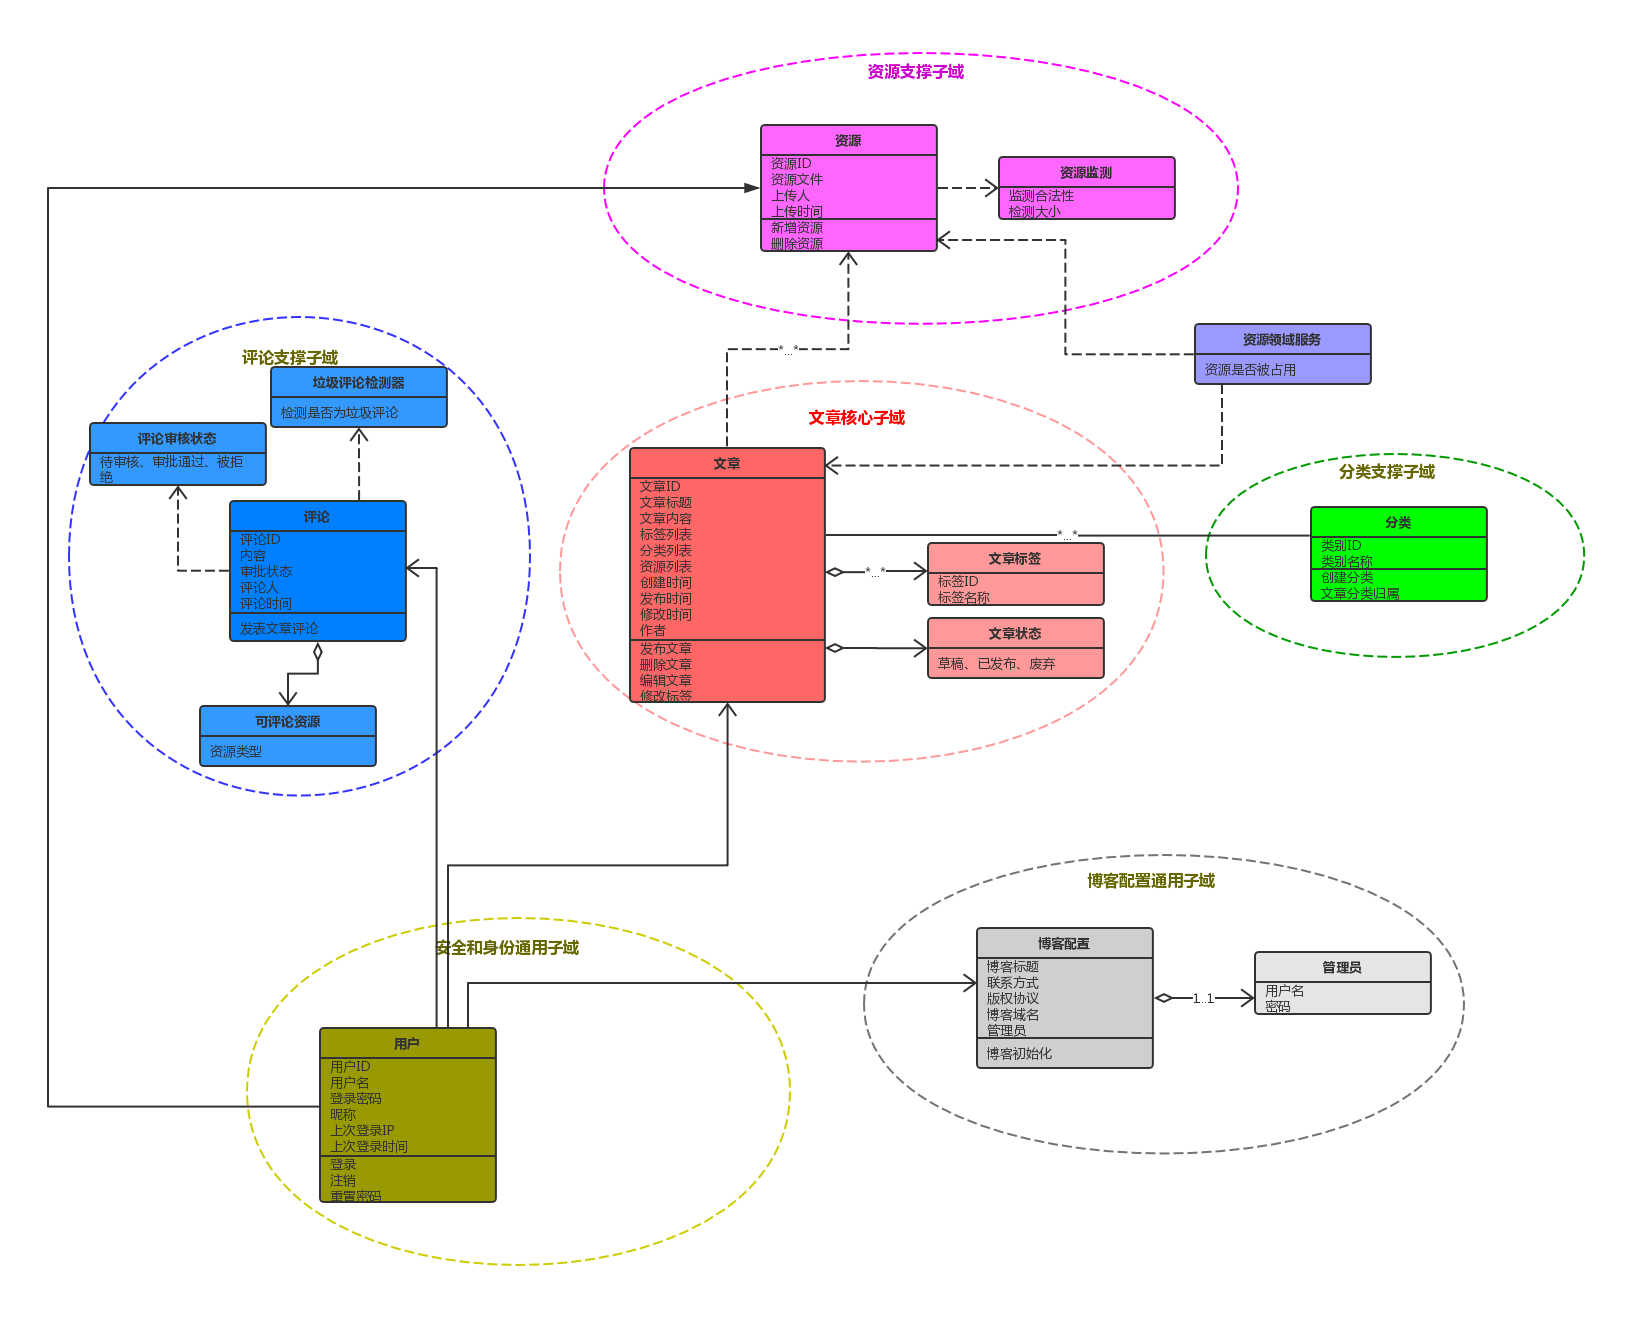 资源支撑子域
资源
资源ID
资源文件
上传人
上传时间
新增资源
删除资源
资源监测
监测合法性
检测大小
资源领域服务
资源是否被占用
*...*
评论支撑子域
垃圾评论检测器
检测是否为垃圾评论
评论审核状态
待审核、审批通过、被拒
绝
评论
评论ID
内容
审批状态
评论人
评论时间
发表文章评论
可评论资源
资源类型
文章核心子域
文章
文章ID
文章标题
文章内容
标签列表
分类列表
资源列表
创建时间
发布时间
修改时间
作者
发布文章
删除文章
编辑文章
修改标签
*...*
*...*
文章标签
标签ID
标签名称
文章状态
草稿、已发布、废弃
分类支撑子域
分类
类别ID
类别名称
创建分类
文章分类归属
安全和身份通用子域
用户
用户ID
用户名
登录密码
昵称
上次登录IP
上次登录时间
登录
注销
重置密码
博客配置通用子域
博客配置
博客标题
联系方式
版权协议
博客域名
管理员
博客初始化
1..1
管理员
用户名
密码